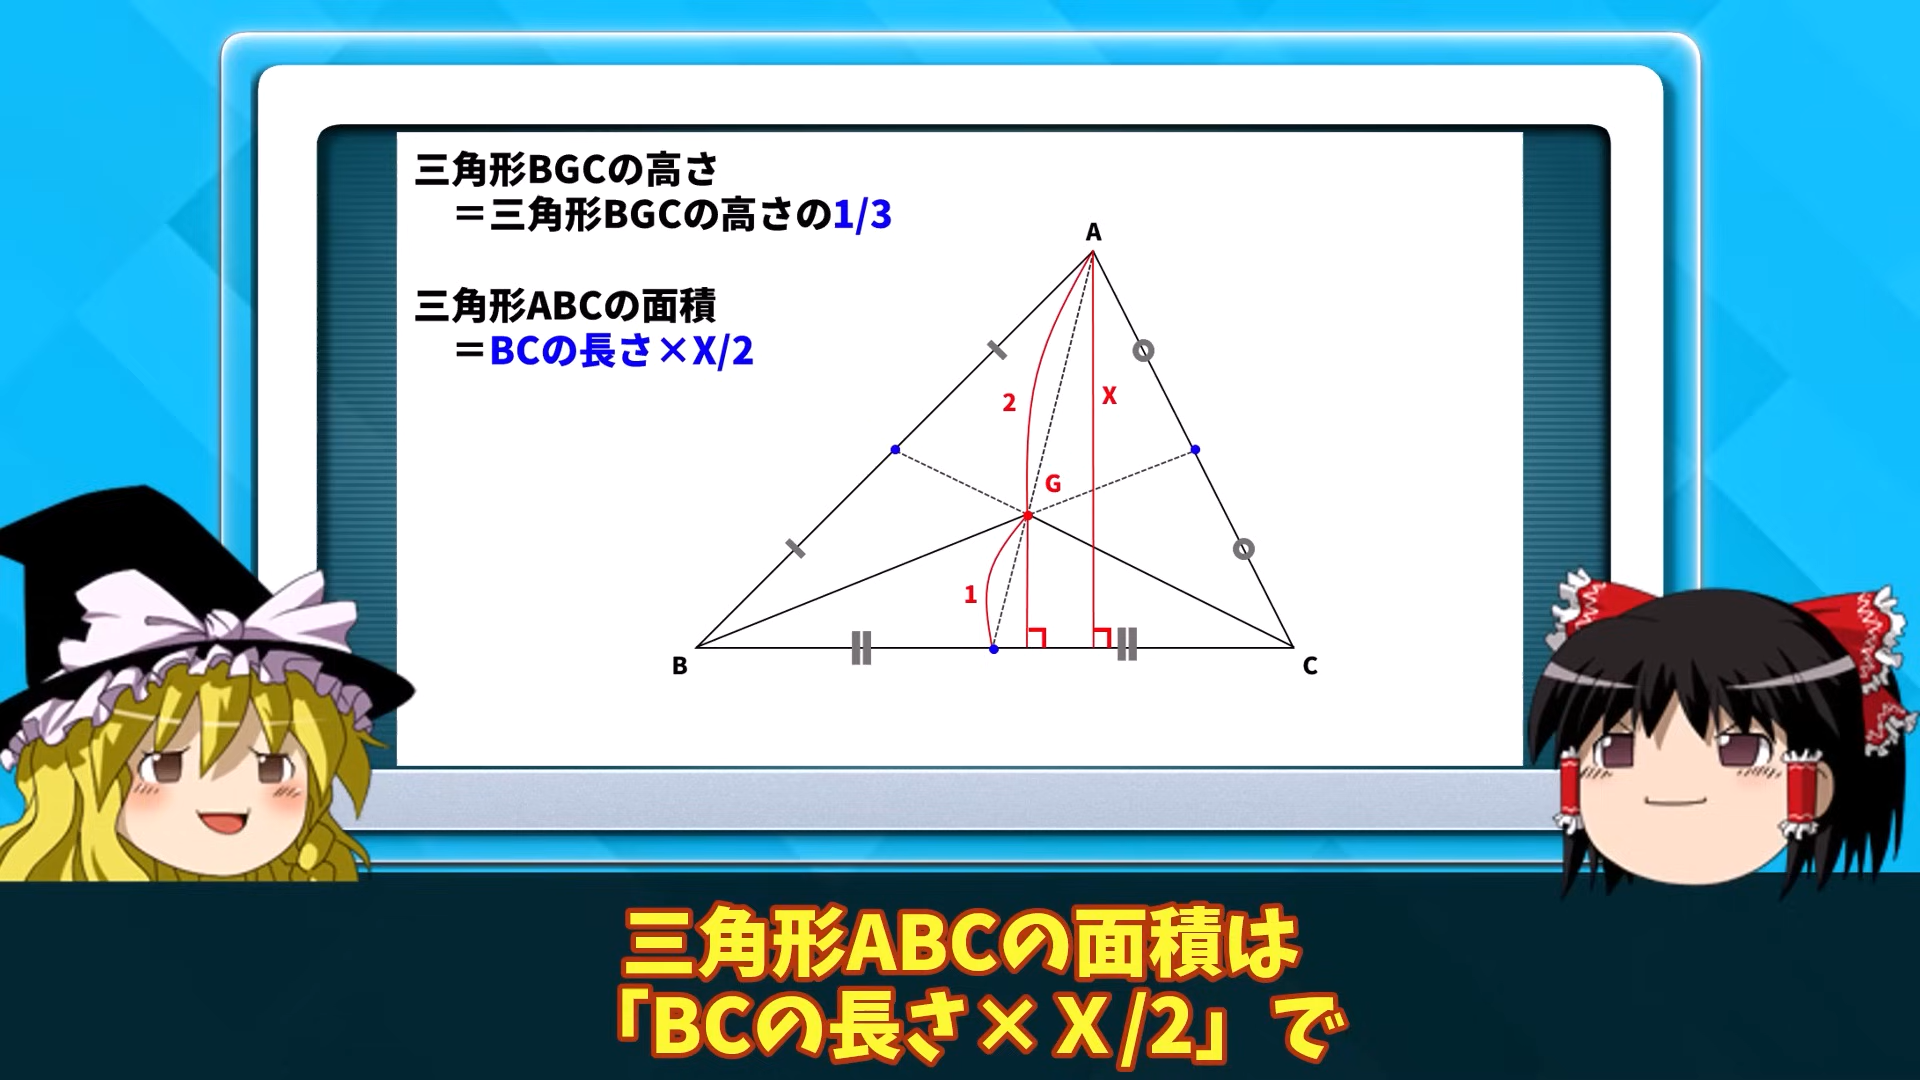 三角形BGCの高さ
＝三角形BGCの高さの1/3
三角形ABCの面積
＝BCの長さ×X/2
A
2
X
G
1
B
C
三角形ABCの面積は
「BCの長さ×Ｘ/2」で